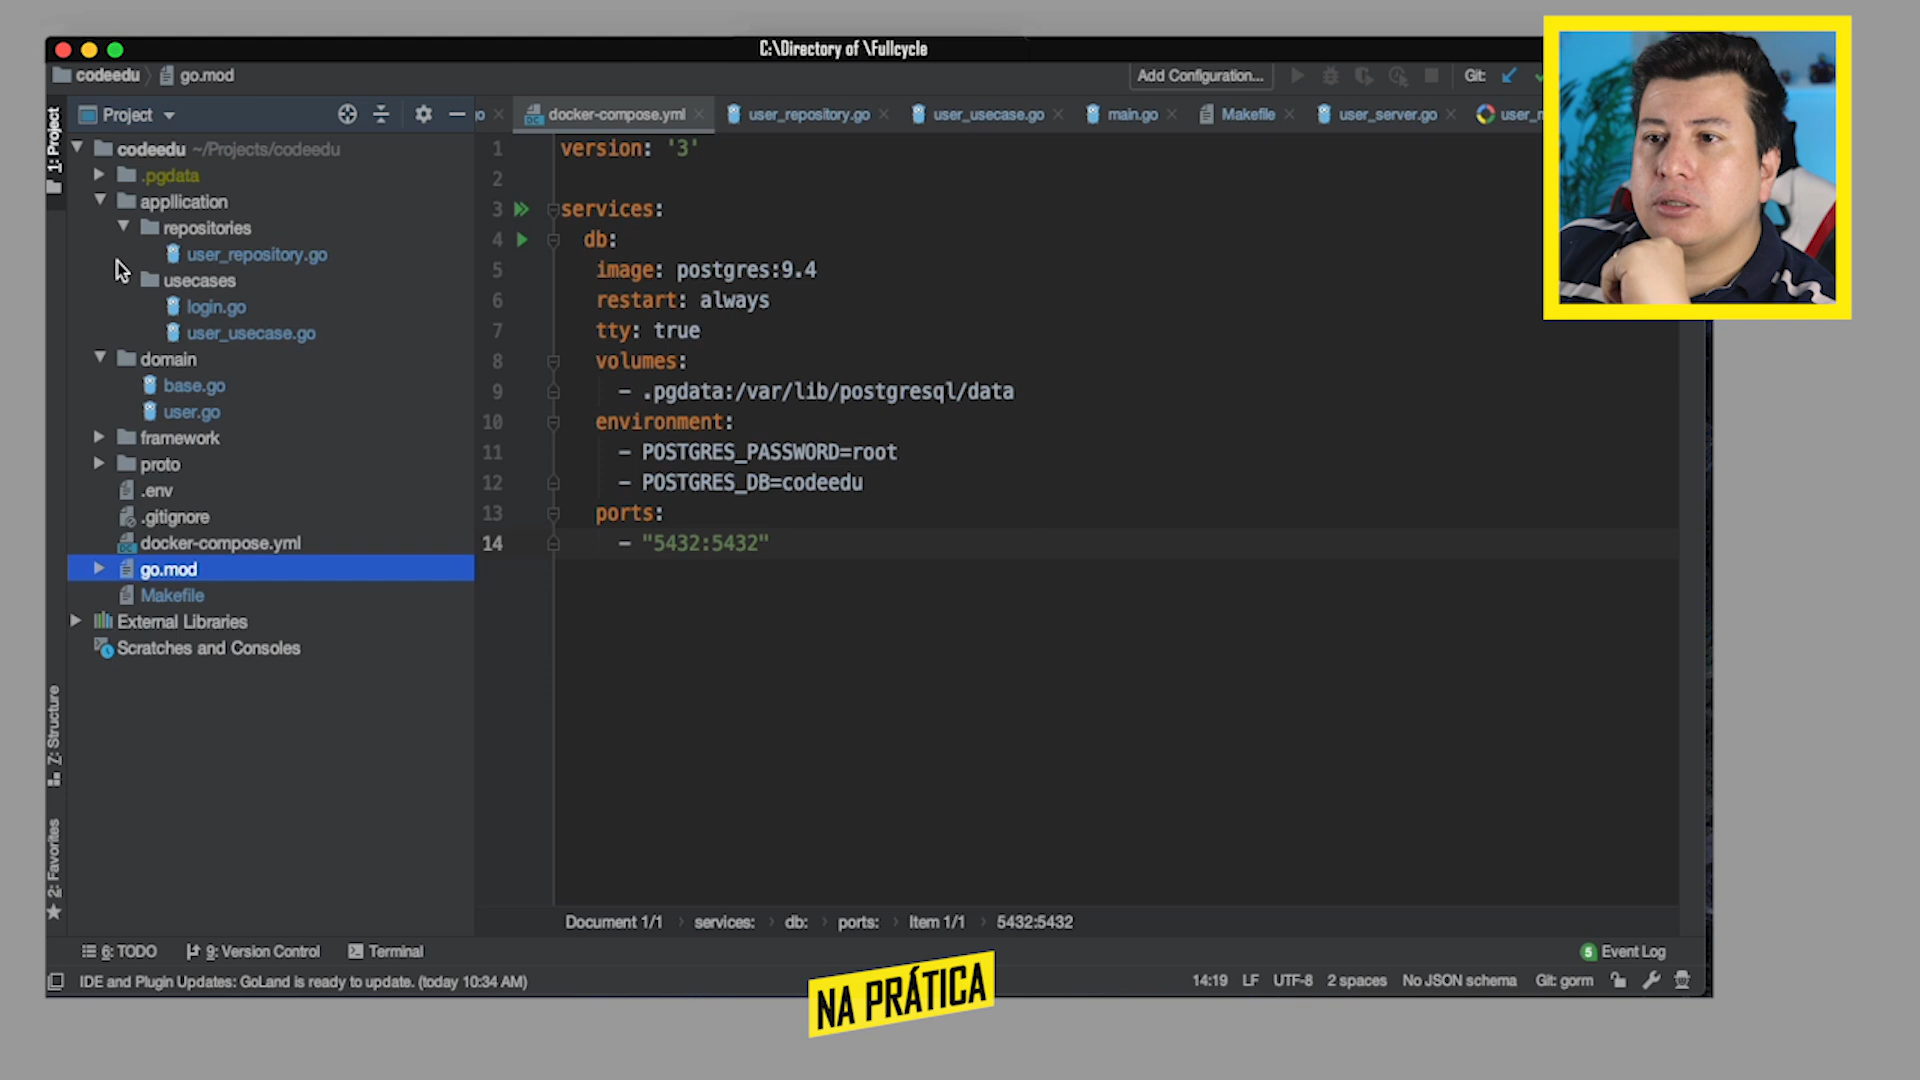 C:\Directory of \Fullcycle
codeedu
go.mod
Add Configuration...
Git:
1: Project
Project
docker-compose.yml
user_repository.go
user_usecase.go
main.go
Makefile
user_server.go
codeedu ~/Projects/codeedu
.pgdata
appllication
repositories
user_repository.go
usecases
login.go
user_usecase.go
domain
base.go
user.go
framework
proto
.env
.gitignore
docker-compose.yml
go.mod
Makefile
External Libraries
Scratches and Consoles
1 version: '3'
2
3 services:
4 db:
5 image: postgres:9.4
6 restart: always
7 tty: true
8 volumes:
9 - .pgdata:/var/lib/postgresql/data
10 environment:
11 - POSTGRES_PASSWORD=root
12 - POSTGRES_DB=codeedu
13 ports:
14 - "5432:5432"
Z: Structure
2: Favorites
Document 1/1 services: db: ports: Item 1/1 5432:5432
6: TODO
9: Version Control
Terminal
5 Event Log
IDE and Plugin Updates: GoLand is ready to update. (today 10:34 AM)
14:19 LF UTF-8 2 spaces No JSON schema Git: gorm
NA PRÁTICA